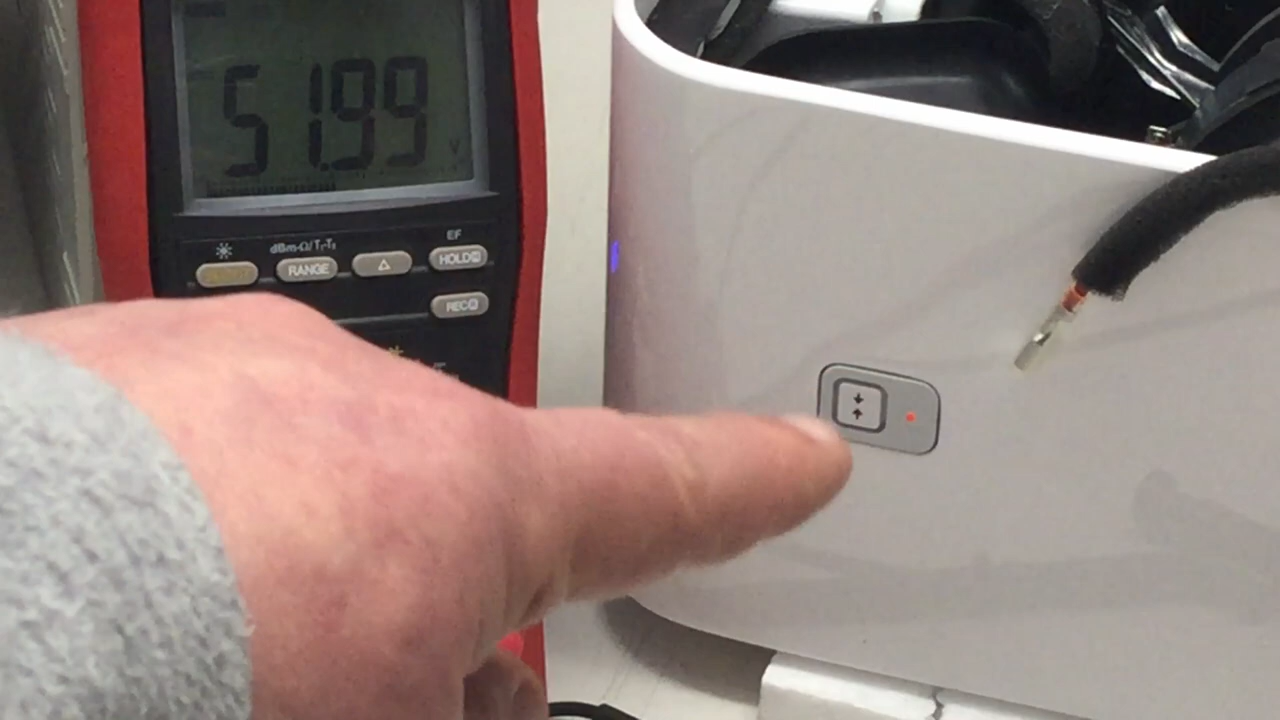 51.99
V
EF
dBm-Ω/T₁-T₂
RANGE
△
HOLD
REC